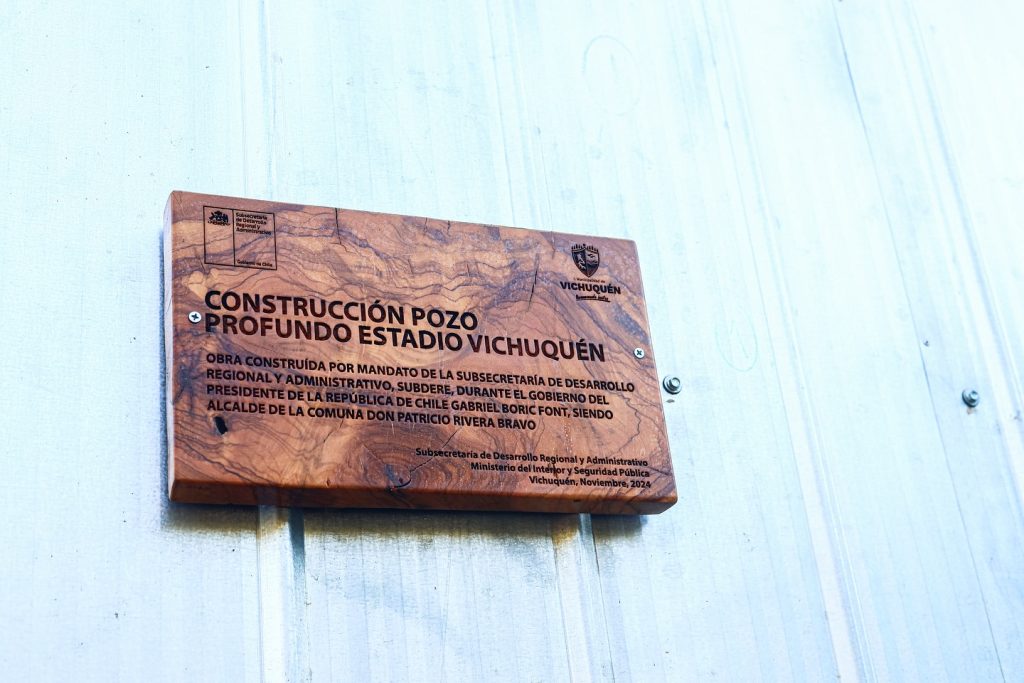 Subsecretaría
de Desarrollo
Regional y
Administrativo
Gobierno de Chile
VICHUQUÉN
CONSTRUCCIÓN POZO
PROFUNDO ESTADIO VICHUQUÉN
OBRA CONSTRUÍDA POR MANDATO DE LA SUBSECRETARÍA DE DESARROLLO
REGIONAL Y ADMINISTRATIVO, SUBDERE, DURANTE EL GOBIERNO DEL
PRESIDENTE DE LA REPÚBLICA DE CHILE GABRIEL BORIC FONT, SIENDO
ALCALDE DE LA COMUNA DON PATRICIO RIVERA BRAVO
Subsecretaría de Desarrollo Regional y Administrativo
Ministerio del Interior y Seguridad Pública
Vichuquén, Noviembre, 2024